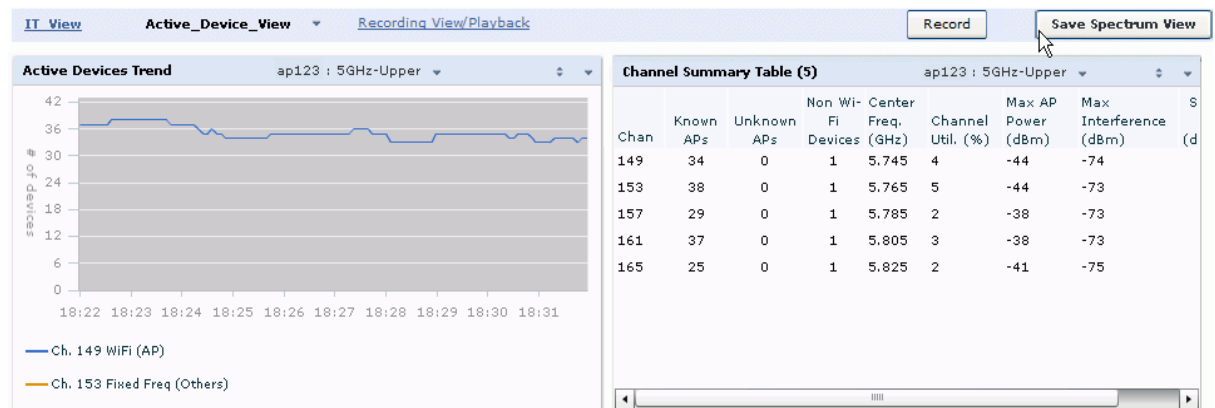 IT View Active_Device_View Recording View/Playback Record Save Spectrum View
Active Devices Trend ap123 : 5GHz-Upper
42
36
30
24
18
12
6
0
# of devices
18:22 18:23 18:24 18:25 18:26 18:27 18:28 18:29 18:30 18:31
Ch. 149 WiFi (AP)
Ch. 153 Fixed Freq (Others)
Channel Summary Table (5) ap123 : 5GHz-Upper
Chan Known APs Unknown APs Non Wi-Fi Devices Center Freq. (GHz) Channel Util. (%) Max AP Power (dBm) Max Interference (dBm) S (d
149 34 0 1 5.745 4 -44 -74
153 38 0 1 5.765 5 -44 -73
157 29 0 1 5.785 2 -38 -73
161 37 0 1 5.805 3 -38 -73
165 25 0 1 5.825 2 -41 -75